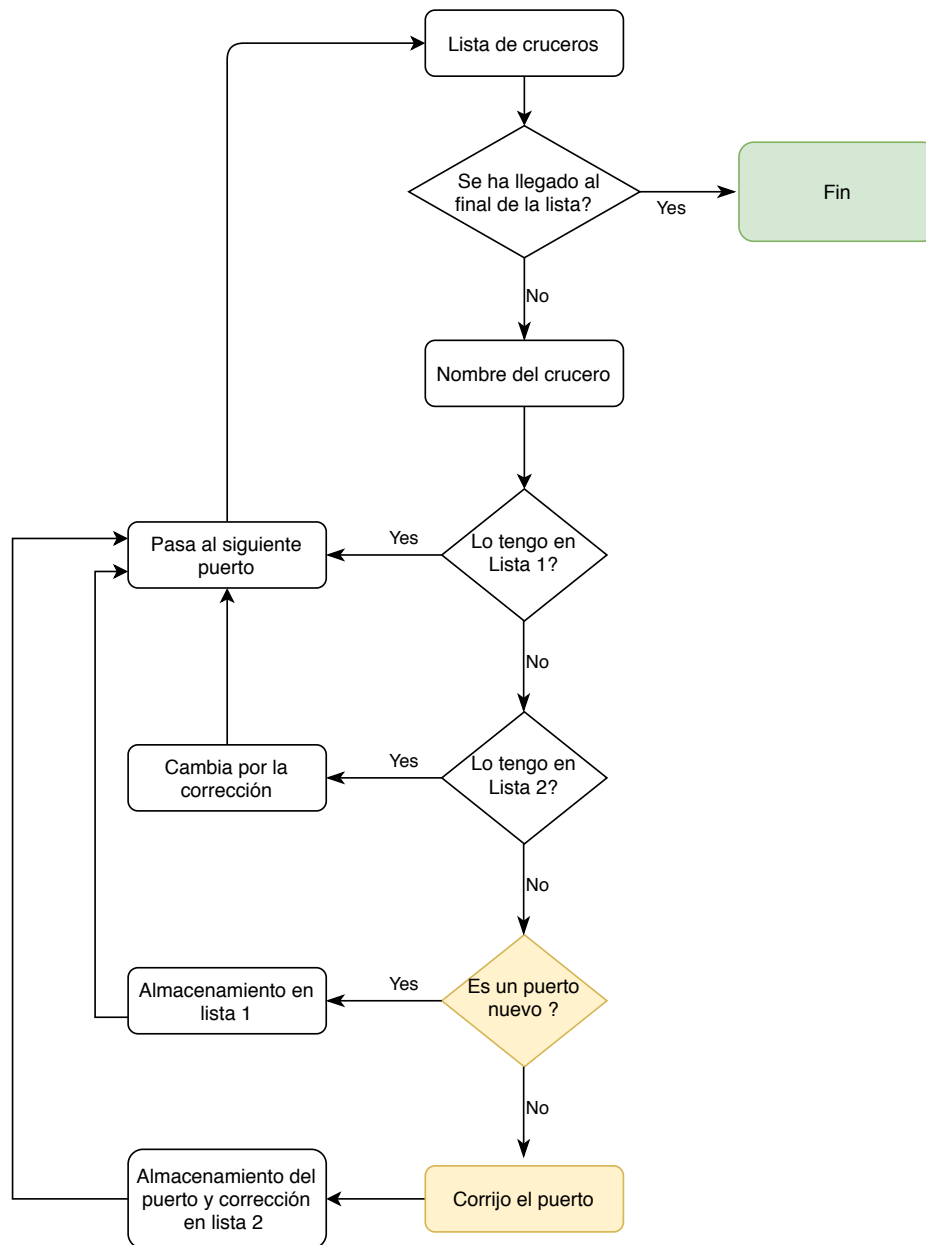 Lista de cruceros
Se ha llegado al
final de la lista?
Yes
Fin
No
Nombre del crucero
Pasa al siguiente
puerto
Yes
Lo tengo en
Lista 1?
No
Cambia por la
corrección
Yes
Lo tengo en
Lista 2?
No
Almacenamiento en
lista 1
Yes
Es un puerto
nuevo ?
No
Almacenamiento del
puerto y corrección
en lista 2
Corrijo el puerto